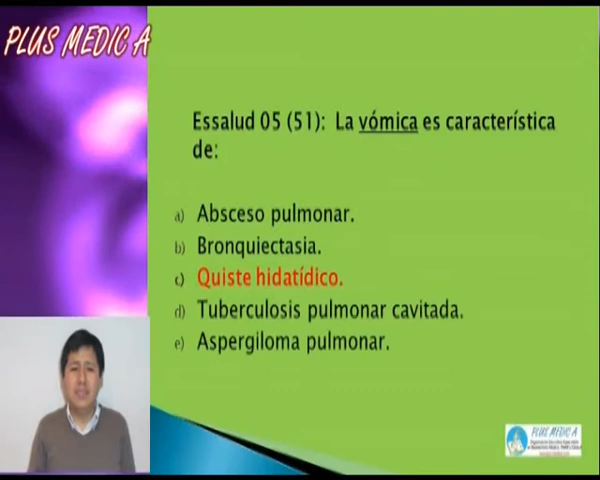 PLUS MEDIC A
Essalud 05 (51): La vómica es característica
de:
a) Absceso pulmonar.
b) Bronquiectasia.
c) Quiste hidatídico.
d) Tuberculosis pulmonar cavitada.
e) Aspergiloma pulmonar.
PLUS MEDIC A